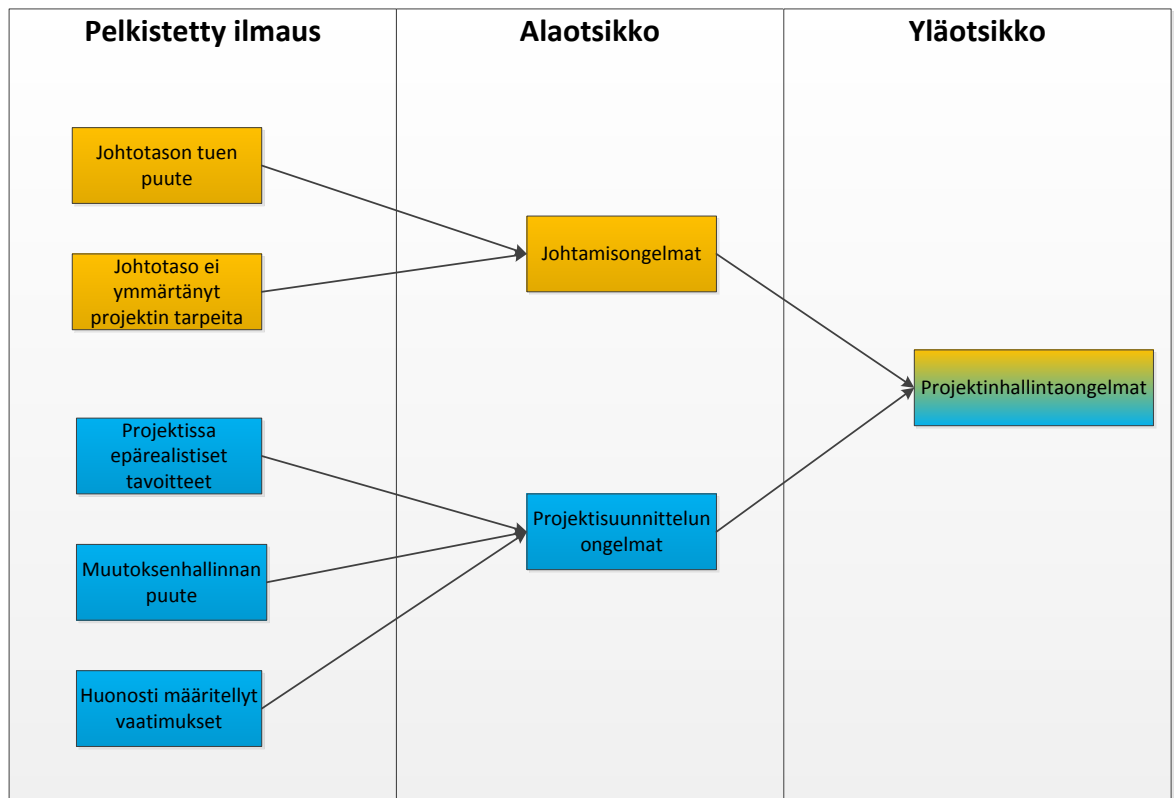 Pelkistetty ilmaus
Alaotsikko
Yläotsikko
Johtotason tuen
puute
Johtotaso ei
ymmärtänyt
projektin tarpeita
Projektissa
epärealistiset
tavoitteet
Muutoksenhallinnan
puute
Huonosti määritellyt
vaatimukset
Johtamisongelmat
Projektisuunnittelun
ongelmat
Projektinhallintaongelmat